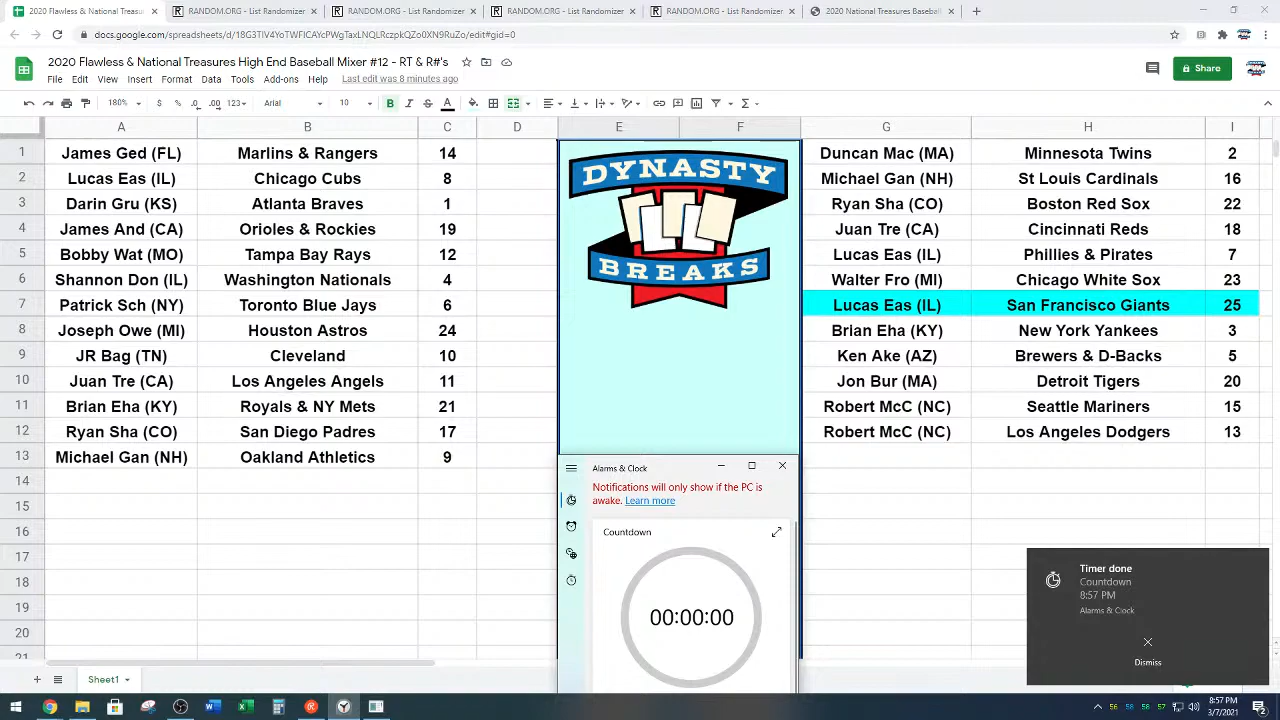 2020 Flawless & National Treasur
RANDOM.ORG - List Randomizer
RANDOM.ORG - List Randomizer
RANDOM.ORG - List Randomizer
RANDOM.ORG - List Randomizer
2020 National Treasures Baseball
docs.google.com/spreadsheets/d/18G3TIV4YoTWFICAYcPWgTaxLNQLRczpkQZo0XN9RuZo/edit#gid=0
2020 Flawless & National Treasures High End Baseball Mixer #12 - RT & R#'s
File Edit View Insert Format Data Tools Add-ons Help Last edit was 8 minutes ago
Share
180% $ % .0 .00 123 Arial 10 B I S A
A B C D E F G H I
1 James Ged (FL) Marlins & Rangers 14 Duncan Mac (MA) Minnesota Twins 2
2 Lucas Eas (IL) Chicago Cubs 8 Michael Gan (NH) St Louis Cardinals 16
3 Darin Gru (KS) Atlanta Braves 1 Ryan Sha (CO) Boston Red Sox 22
4 James And (CA) Orioles & Rockies 19 Juan Tre (CA) Cincinnati Reds 18
5 Bobby Wat (MO) Tampa Bay Rays 12 Lucas Eas (IL) Phillies & Pirates 7
6 Shannon Don (IL) Washington Nationals 4 Walter Fro (MI) Chicago White Sox 23
7 Patrick Sch (NY) Toronto Blue Jays 6 Lucas Eas (IL) San Francisco Giants 25
8 Joseph Owe (MI) Houston Astros 24 Brian Eha (KY) New York Yankees 3
9 JR Bag (TN) Cleveland 10 Ken Ake (AZ) Brewers & D-Backs 5
10 Juan Tre (CA) Los Angeles Angels 11 Jon Bur (MA) Detroit Tigers 20
11 Brian Eha (KY) Royals & NY Mets 21 Robert McC (NC) Seattle Mariners 15
12 Ryan Sha (CO) San Diego Padres 17 Robert McC (NC) Los Angeles Dodgers 13
13 Michael Gan (NH) Oakland Athletics 9
14
15
16
17
18
19
20
21
DYNASTY
BREAKS
Alarms & Clock
Notifications will only show if the PC is
awake. Learn more
Countdown
00:00:00
Timer done
Countdown
8:57 PM
Alarms & Clock
Dismiss
Sheet1
56 58 58 57
8:57 PM
3/7/2021
2